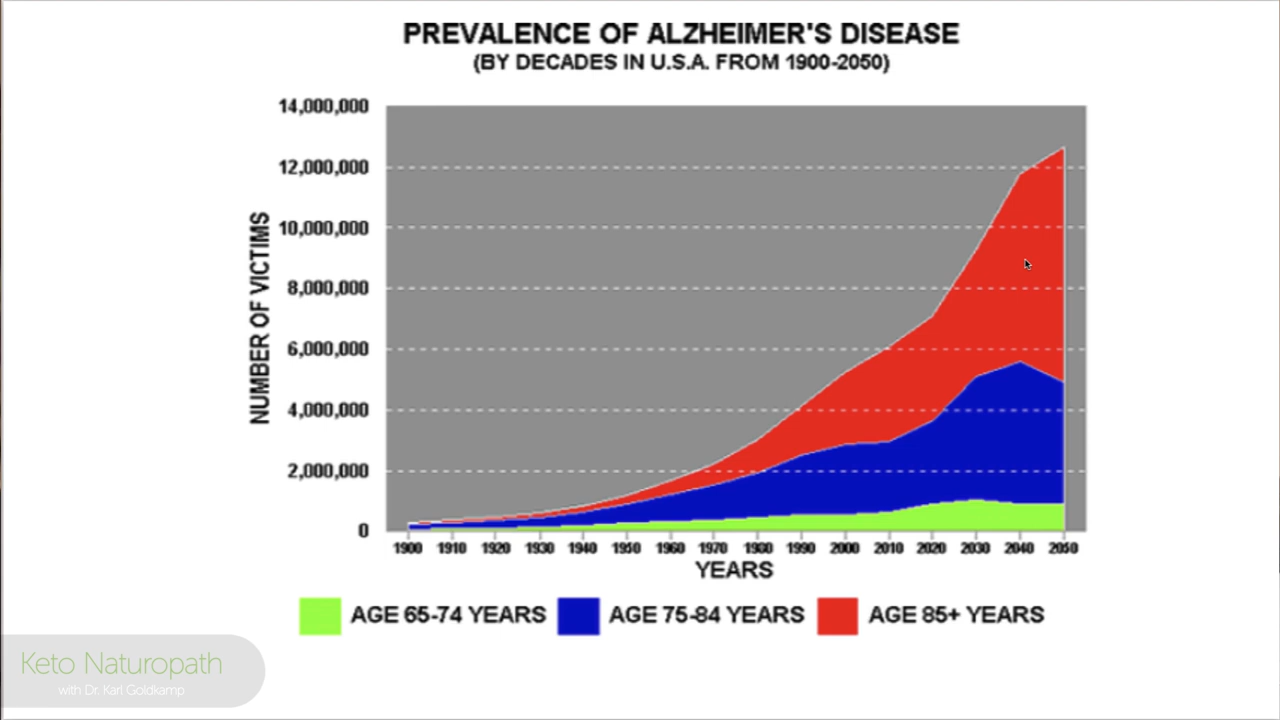 PREVALENCE OF ALZHEIMER'S DISEASE
(BY DECADES IN U.S.A. FROM 1900-2050)
14,000,000
12,000,000
10,000,000
8,000,000
6,000,000
4,000,000
2,000,000
0
NUMBER OF VICTIMS
1900 1910 1920 1930 1940 1950 1960 1970 1980 1990 2000 2010 2020 2030 2040 2050
YEARS
AGE 65-74 YEARS AGE 75-84 YEARS AGE 85+ YEARS
Keto Naturopath
with Dr. Karl Goldkamp